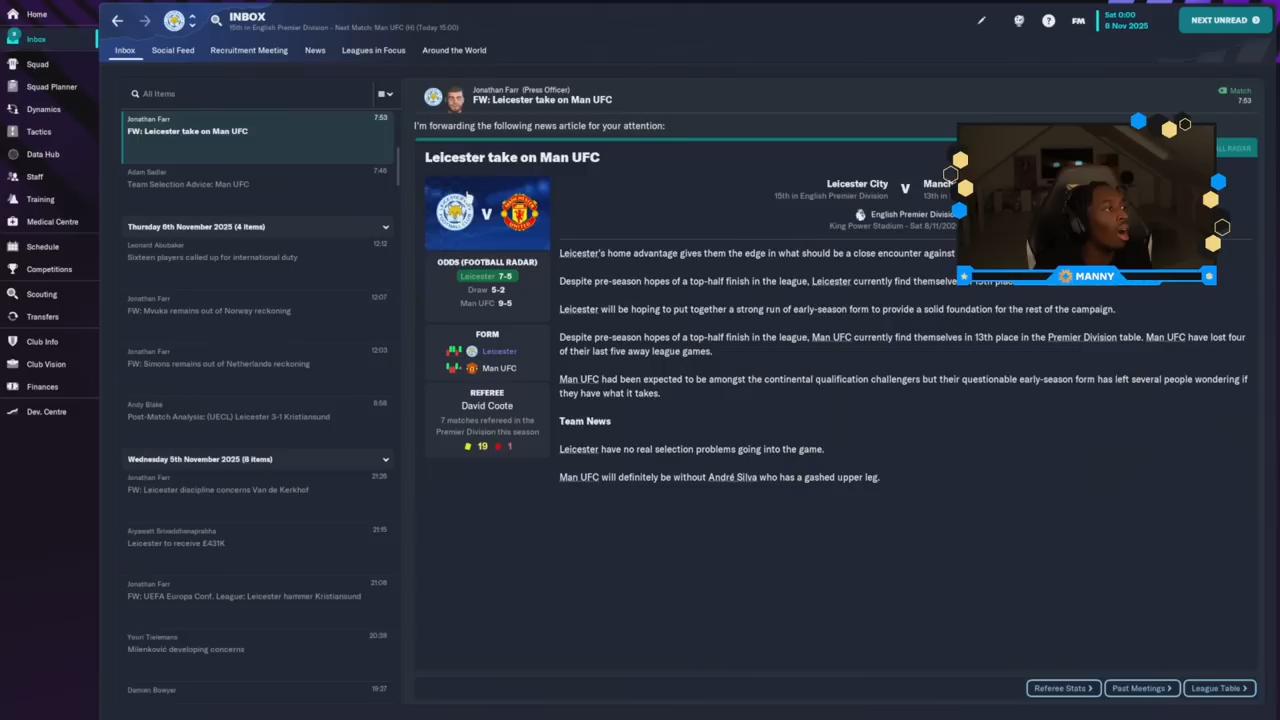 Home
Inbox
Squad
Squad Planner
Dynamics
Tactics
Data Hub
Staff
Training
Medical Centre
Schedule
Competitions
Scouting
Transfers
Club Info
Club Vision
Finances
Dev. Centre
INBOX
15th in English Premier Division - Next Match: Man UFC (H) (Today 15:00)
FM
Sat 0:00
8 Nov 2025
NEXT UNREAD
Inbox
Social Feed
Recruitment Meeting
News
Leagues in Focus
Around the World
All Items
Jonathan Farr 7:53
FW: Leicester take on Man UFC
Adam Sadler 7:46
Team Selection Advice: Man UFC
Thursday 6th November 2025 (4 items)
Leonard Abubaker 12:12
Sixteen players called up for international duty
Jonathan Farr 12:07
FW: Mvuka remains out of Norway reckoning
Jonathan Farr 12:03
FW: Simons remains out of Netherlands reckoning
Andy Blake 8:58
Post-Match Analysis: (UECL) Leicester 3-1 Kristiansund
Wednesday 5th November 2025 (8 items)
Jonathan Farr 21:26
FW: Leicester discipline concerns Van de Kerkhof
Aiyawatt Srivaddhanaprabha 21:15
Leicester to receive £431K
Jonathan Farr 21:08
FW: UEFA Europa Conf. League: Leicester hammer Kristiansund
Youri Tielemans 20:38
Milenković developing concerns
Damien Bowyer 19:27
Jonathan Farr (Press Officer)
FW: Leicester take on Man UFC
Match
7:53
I'm forwarding the following news article for your attention:
Leicester take on Man UFC
RADAR
Leicester City V Manc
15th in English Premier Division 13th in
English Premier Divisio
King Power Stadium - Sat 8/11/202
V
ODDS (FOOTBALL RADAR)
Leicester 7-5
Draw 5-2
Man UFC 9-5
FORM
Leicester
Man UFC
REFEREE
David Coote
7 matches refereed in the
Premier Division this season
19 1
Leicester's home advantage gives them the edge in what should be a close encounter against
Despite pre-season hopes of a top-half finish in the league, Leicester currently find themselves in 15th place
Leicester will be hoping to put together a strong run of early-season form to provide a solid foundation for the rest of the campaign.
Despite pre-season hopes of a top-half finish in the league, Man UFC currently find themselves in 13th place in the Premier Division table. Man UFC have lost four
of their last five away league games.
Man UFC had been expected to be amongst the continental qualification challengers but their questionable early-season form has left several people wondering if
they have what it takes.
Team News
Leicester have no real selection problems going into the game.
Man UFC will definitely be without André Silva who has a gashed upper leg.
MANNY
Referee Stats
Past Meetings
League Table